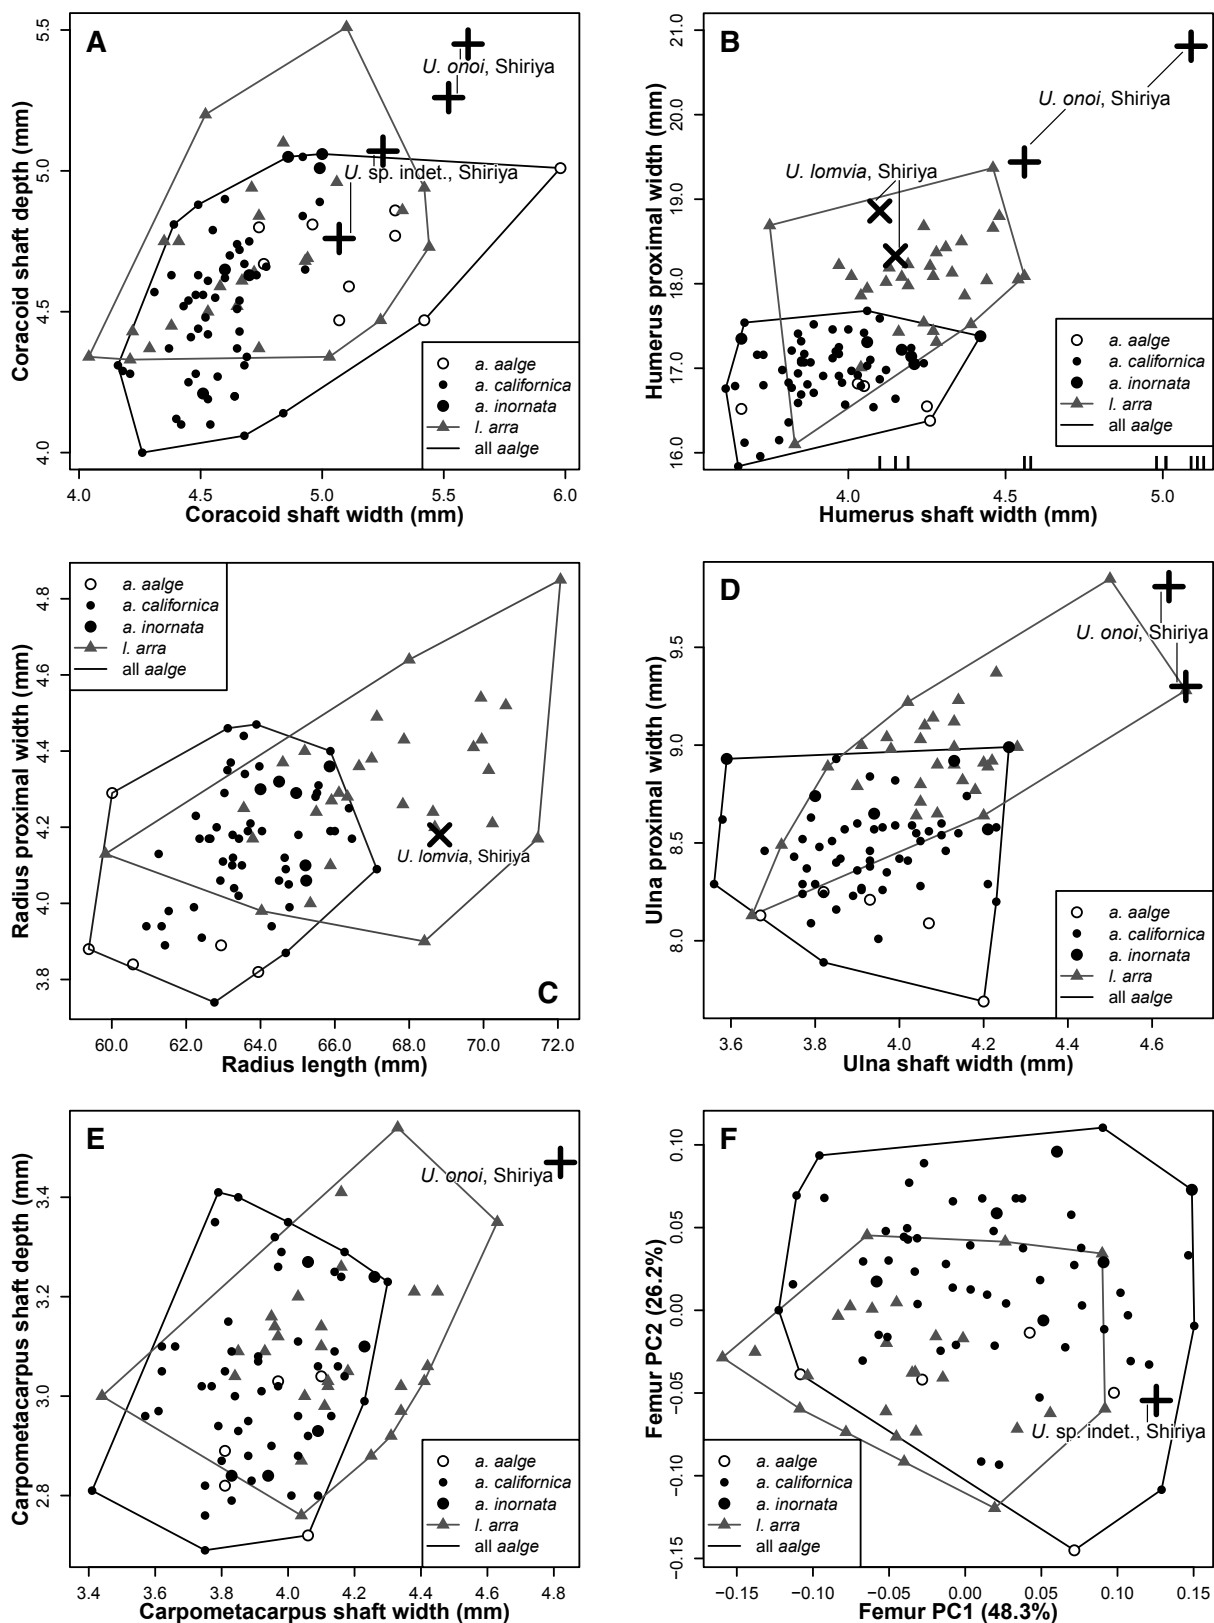 A
5.5
5.0
4.5
4.0
Coracoid shaft depth (mm)
U. onoi, Shiriya
U. sp. indet., Shiriya
a. aalge
a. californica
a. inornata
l. arra
all aalge
4.0 4.5 5.0 5.5 6.0
Coracoid shaft width (mm)
B
21.0
20.0
19.0
18.0
17.0
16.0
Humerus proximal width (mm)
U. onoi, Shiriya
U. lomvia, Shiriya
a. aalge
a. californica
a. inornata
l. arra
all aalge
4.0 4.5 5.0
Humerus shaft width (mm)
a. aalge
a. californica
a. inornata
l. arra
all aalge
4.8
4.6
4.4
4.2
4.0
3.8
Radius proximal width (mm)
U. lomvia, Shiriya
C
60.0 62.0 64.0 66.0 68.0 70.0 72.0
Radius length (mm)
D
9.5
9.0
8.5
8.0
Ulna proximal width (mm)
U. onoi, Shiriya
a. aalge
a. californica
a. inornata
l. arra
all aalge
3.6 3.8 4.0 4.2 4.4 4.6
Ulna shaft width (mm)
E
3.4
3.2
3.0
2.8
Carpometacarpus shaft depth (mm)
U. onoi, Shiriya
a. aalge
a. californica
a. inornata
l. arra
all aalge
3.4 3.6 3.8 4.0 4.2 4.4 4.6 4.8
Carpometacarpus shaft width (mm)
F
0.10
0.05
0.00
−0.05
−0.10
−0.15
Femur PC2 (26.2%)
U. sp. indet., Shiriya
a. aalge
a. californica
a. inornata
l. arra
all aalge
−0.15 −0.10 −0.05 0.00 0.05 0.10 0.15
Femur PC1 (48.3%)